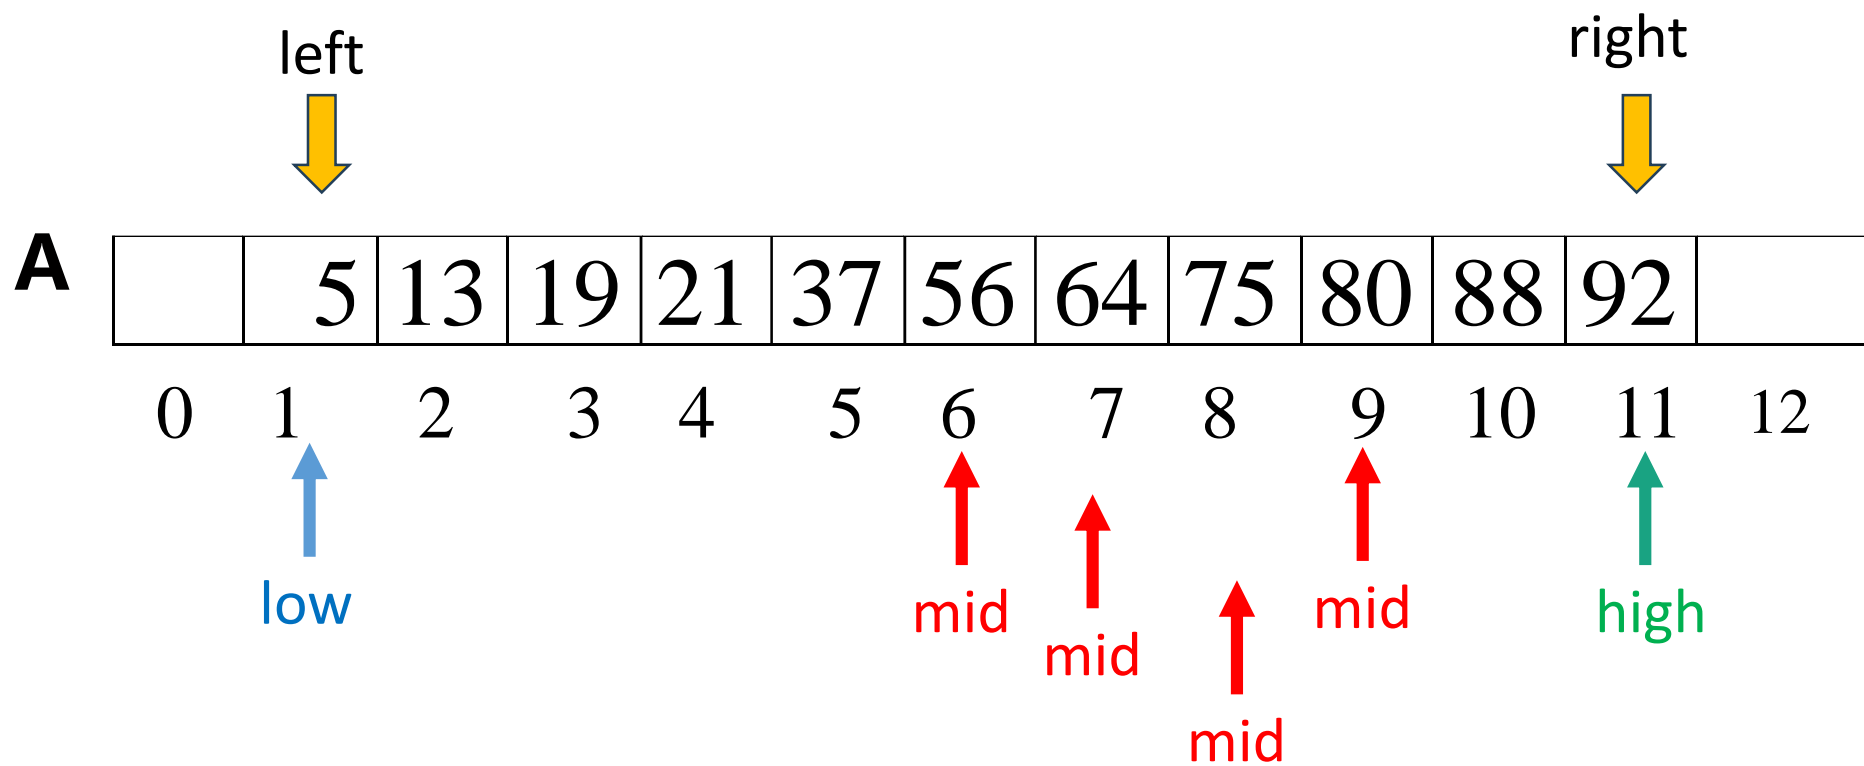 left right
A 5 13 19 21 37 56 64 75 80 88 92
0 1 2 3 4 5 6 7 8 9 10 11 12
low mid mid high
mid
mid